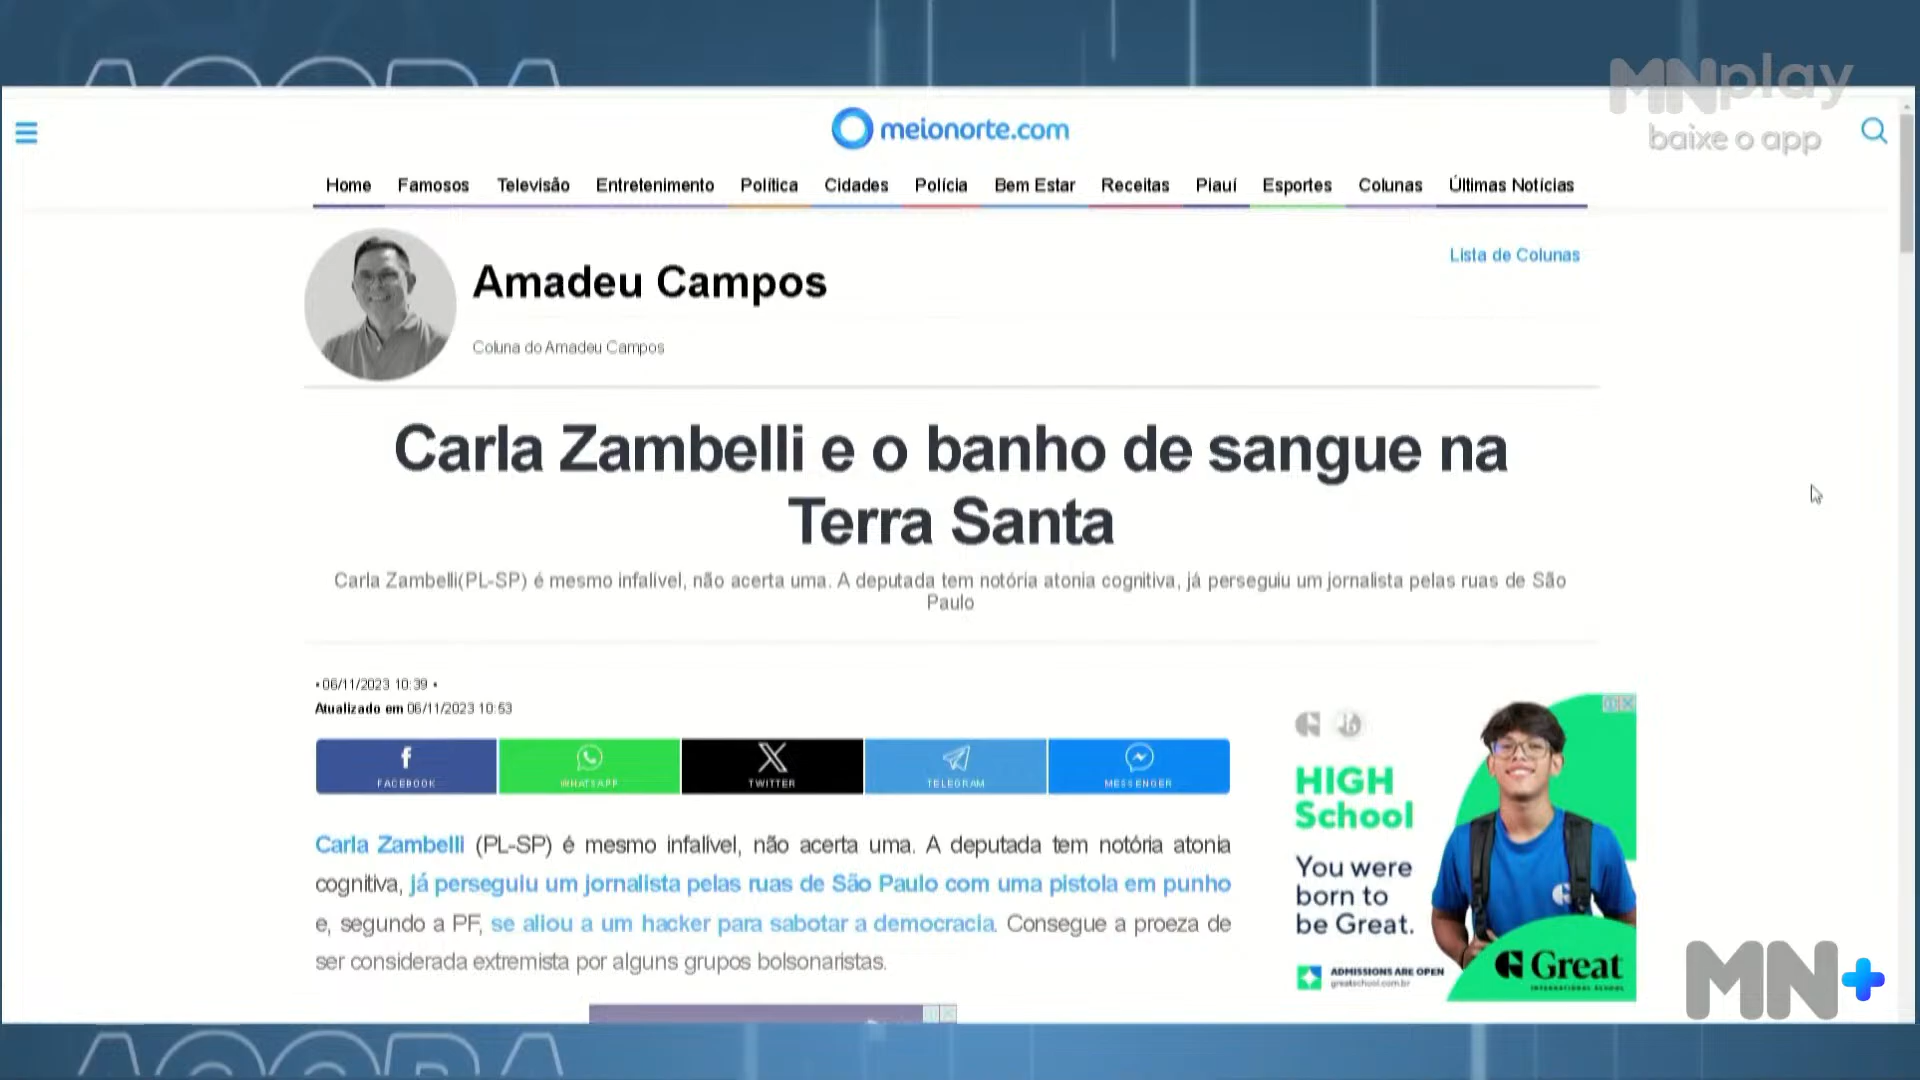 AGORA
MNplay
baixe o app
meionorte.com
Home Famosos Televisão Entretenimento Política Cidades Polícia Bem Estar Receitas Piauí Esportes Colunas Últimas Notícias
Lista de Colunas
Amadeu Campos
Coluna do Amadeu Campos
Carla Zambelli e o banho de sangue na
Terra Santa
Carla Zambelli(PL-SP) é mesmo infalível, não acerta uma. A deputada tem notória atonia cognitiva, já perseguiu um jornalista pelas ruas de São
Paulo
• 06/11/2023 10:39 •
Atualizado em 06/11/2023 10:53
FACEBOOK WHATSAPP TWITTER TELEGRAM MESSENGER
Carla Zambelli (PL-SP) é mesmo infalível, não acerta uma. A deputada tem notória atonia
cognitiva, já perseguiu um jornalista pelas ruas de São Paulo com uma pistola em punho
e, segundo a PF, se aliou a um hacker para sabotar a democracia. Consegue a proeza de
ser considerada extremista por alguns grupos bolsonaristas.
HIGH
School
You were
born to
be Great.
ADMISSIONS ARE OPEN
greatschool.com.br
Great
INTERNATIONAL SCHOOL
MN+
AGORA